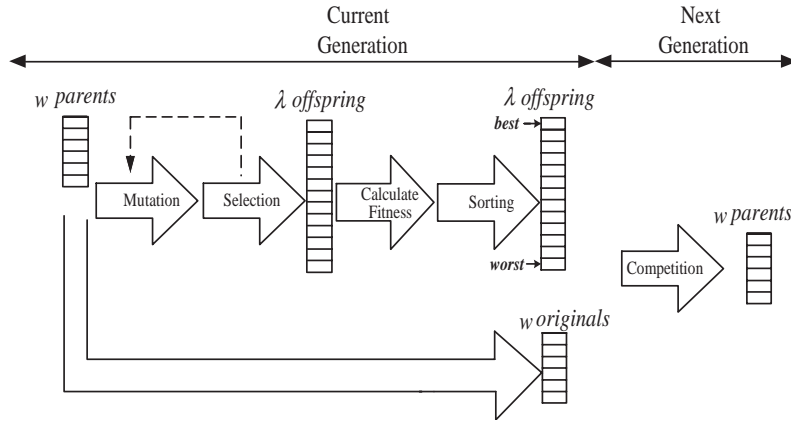 Current
Generation
Next
Generation
w parents
λ offspring
λ offspring
best
Mutation
Selection
Calculate
Fitness
Sorting
worst
w parents
Competition
w originals